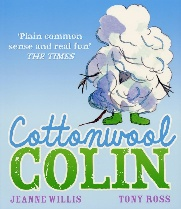 'Plain common
sense and real fun'
THE TIMES
Cottonwool
COLIN
JEANNE WILLIS TONY ROSS